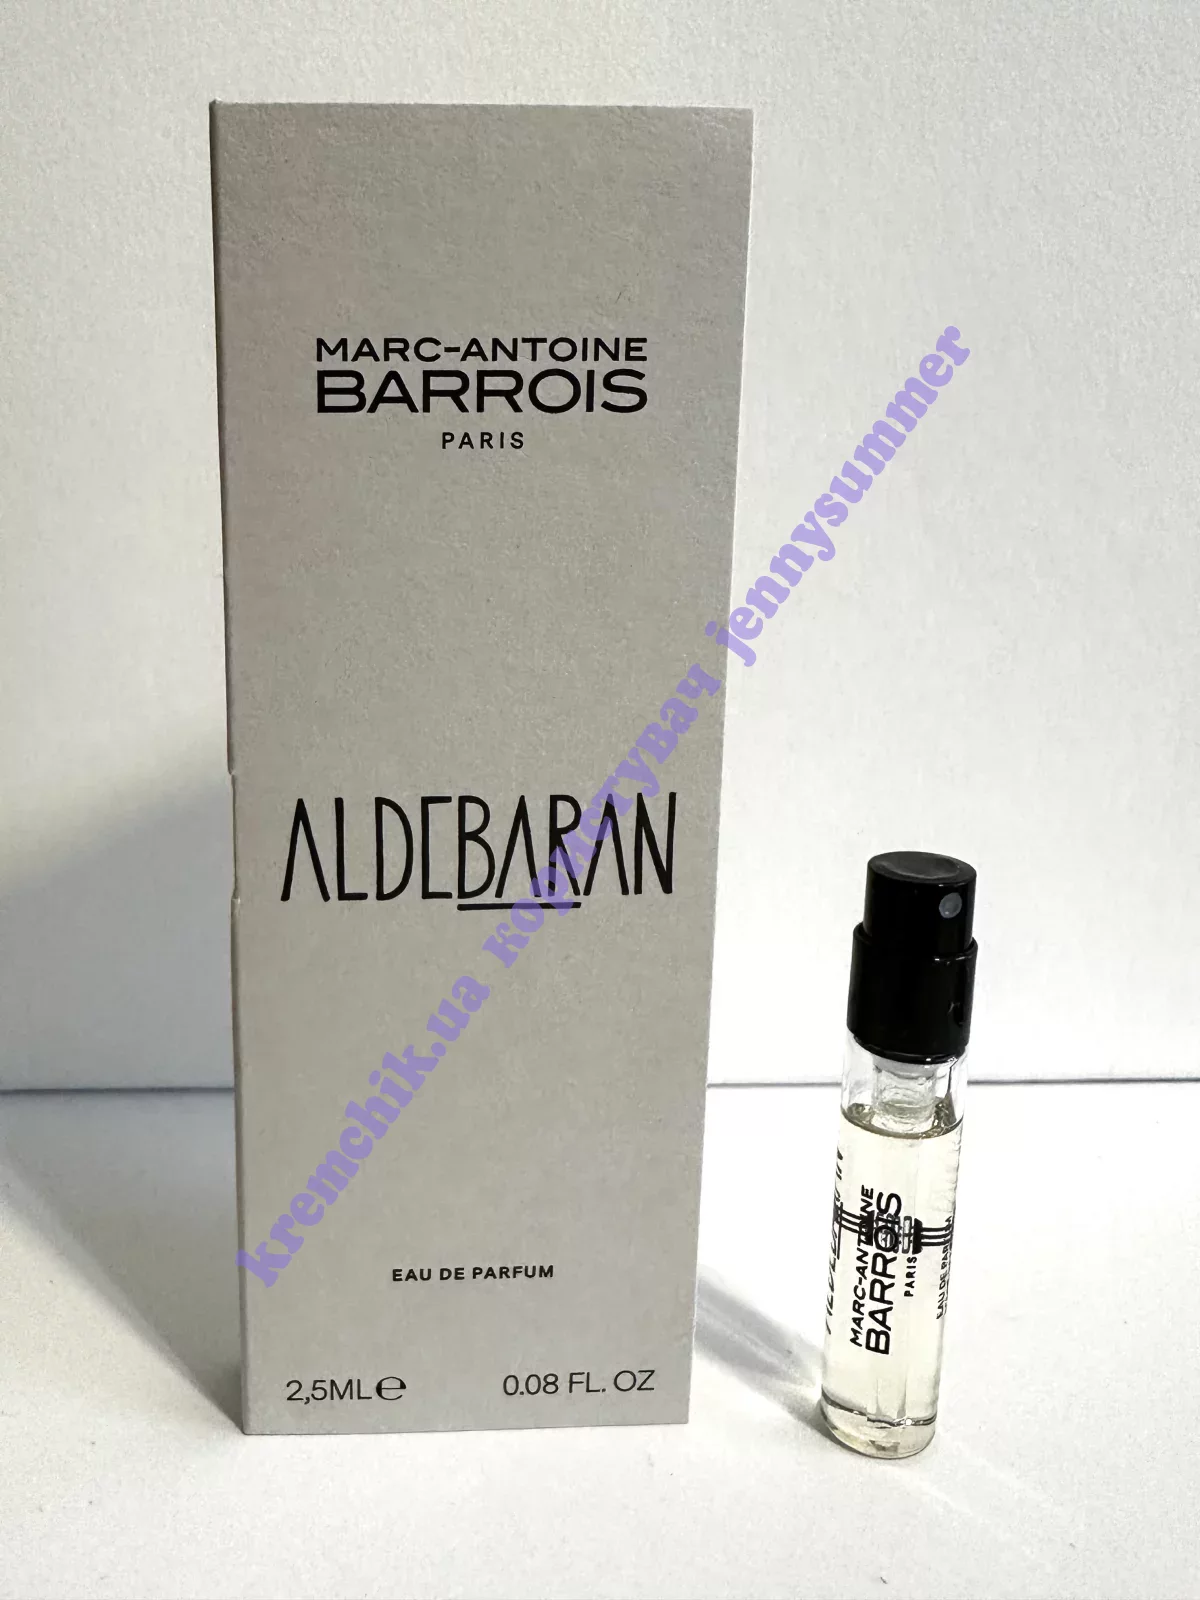 MARC-ANTOINE
BARROIS
PARIS
ALDEBARAN
EAU DE PARFUM
2,5ML℮ 0.08 FL. OZ
kremchik.ua користувач jennysummer
MARC-ANTOINE
BARROIS
PARIS
EAU DE PARFUM